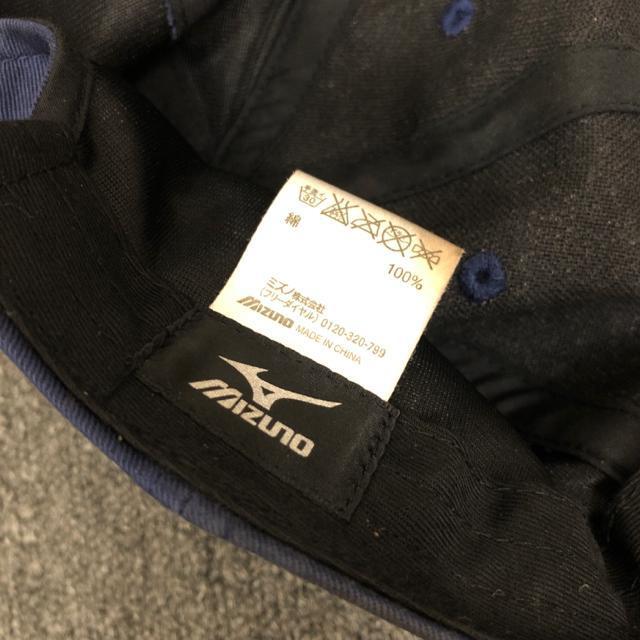 綿
100%
ミズノ株式会社
(フリーダイヤル) 0120-320-799
MIZUNO MADE IN CHINA
MIZUNO